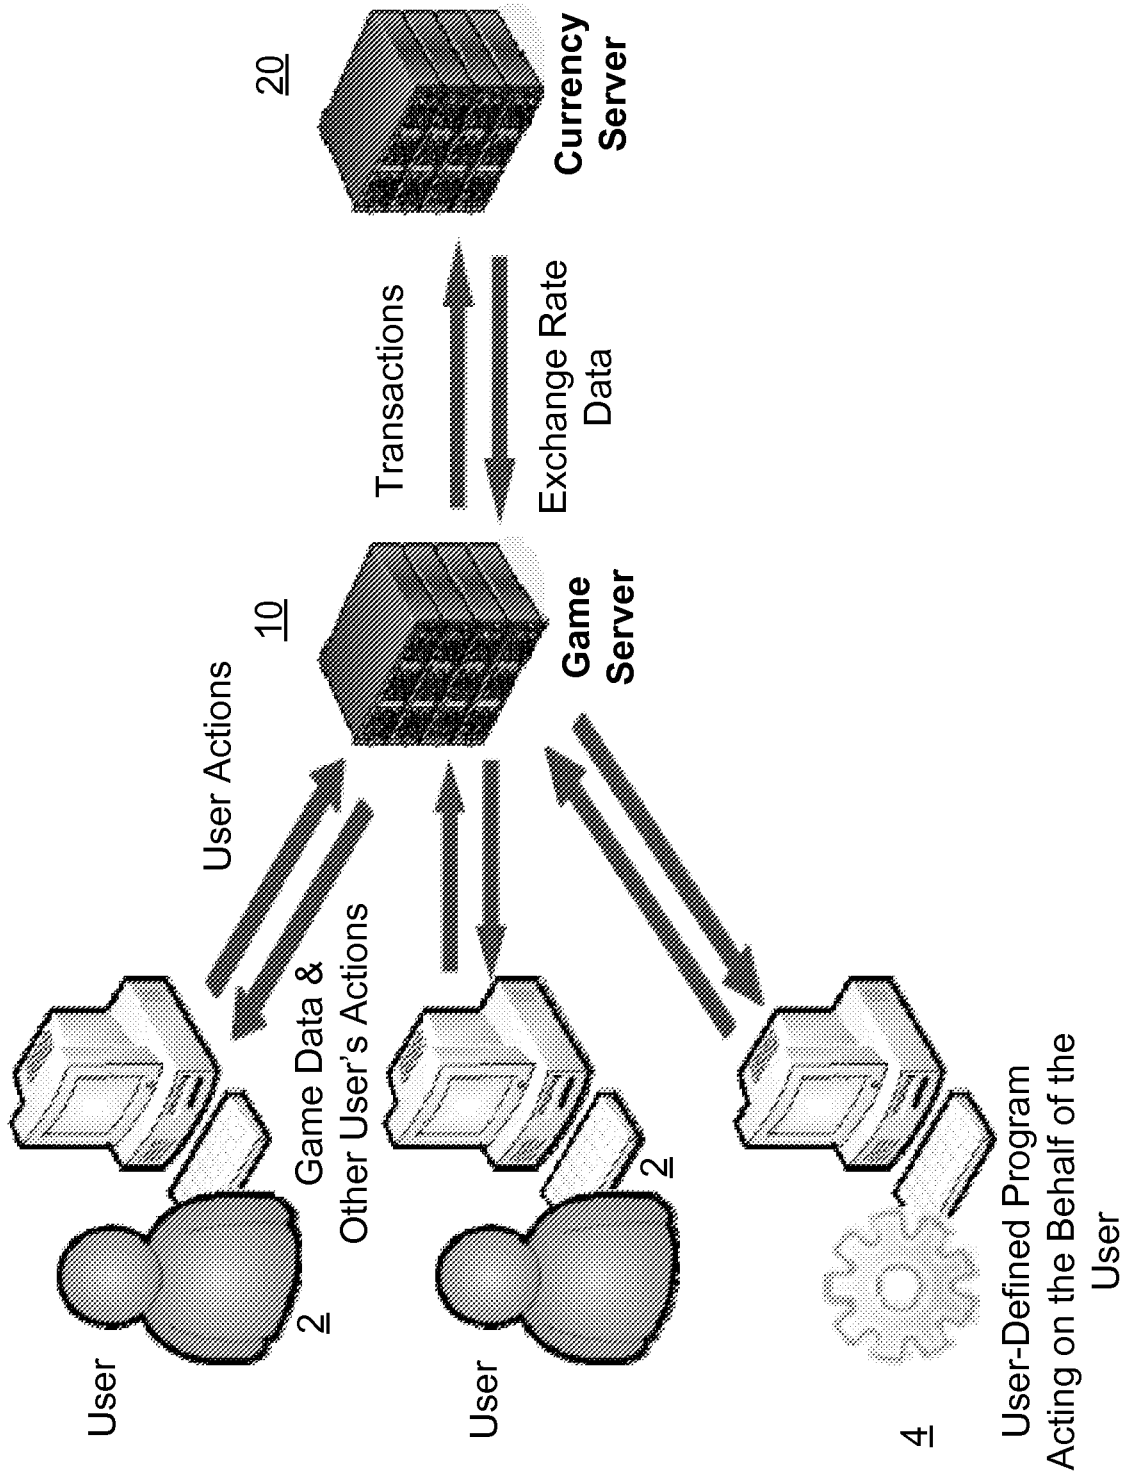 User
2
User Actions
Game Data &
Other User's Actions
User
2
4
User-Defined Program
Acting on the Behalf of the
User
10
Game
Server
Transactions
Exchange Rate
Data
20
Currency
Server